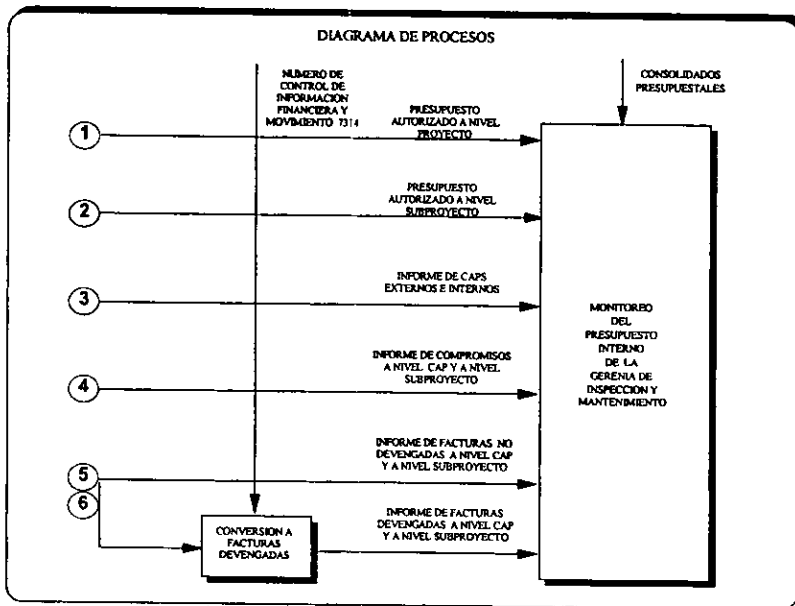 DIAGRAMA DE PROCESOS
NUMERO DE
CONTROL DE
INFORMACION
FINANCIERA Y
MOVIMIENTO 7314
CONSOLIDADOS
PRESUPUESTALES
1
PRESUPUESTO
AUTORIZADO A NIVEL
PROYECTO
2
PRESUPUESTO
AUTORIZADO A NIVEL
SUBPROYECTO
3
INFORME DE CAPS
EXTERNOS E INTERNOS
4
INFORME DE COMPROMISOS
A NIVEL CAP Y A NIVEL
SUBPROYECTO
5
INFORME DE FACTURAS NO
DEVENGADAS A NIVEL CAP
Y A NIVEL SUBPROYECTO
6
CONVERSION A
FACTURAS
DEVENGADAS
INFORME DE FACTURAS
DEVENGADAS A NIVEL CAP
Y A NIVEL SUBPROYECTO
MONITOREO
DEL
PRESUPUESTO
INTERNO
DE LA
GERENIA DE
INSPECCION Y
MANTENIMIENTO